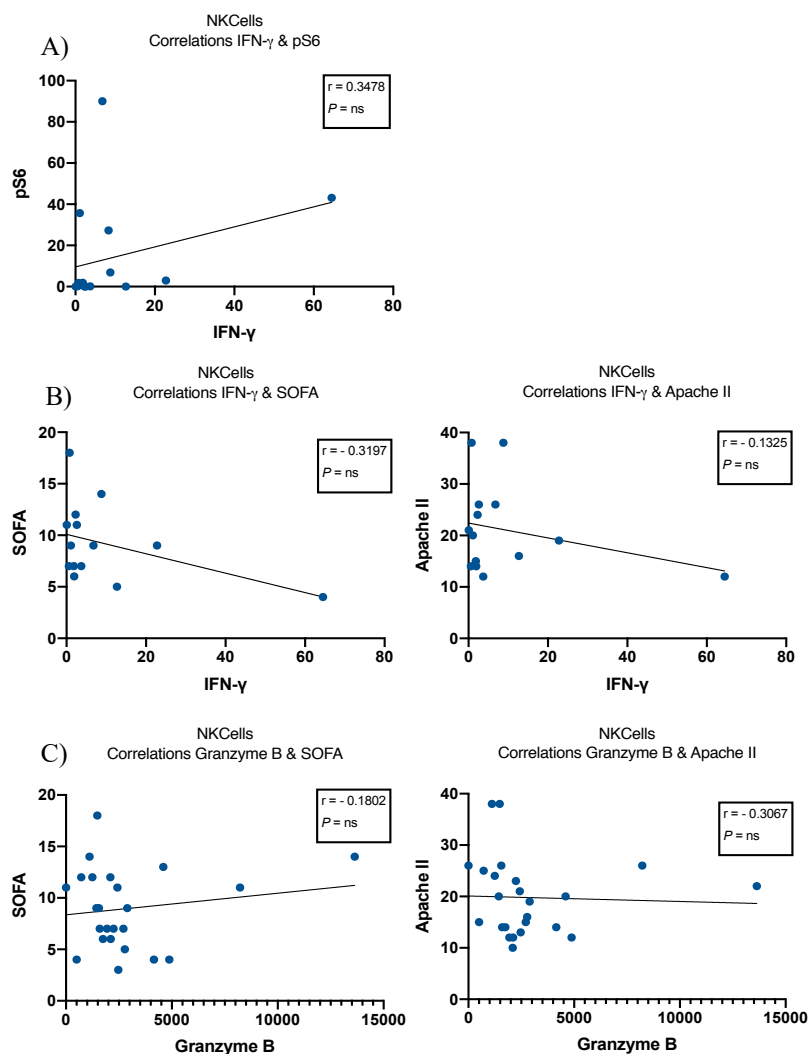 A)
NKCells
Correlations IFN-γ & pS6
r = 0.3478
P = ns
100
80
60
40
20
0
pS6
0 20 40 60 80
IFN-γ
B)
NKCells
Correlations IFN-γ & SOFA
r = - 0.3197
P = ns
20
15
10
5
0
SOFA
0 20 40 60 80
IFN-γ
NKCells
Correlations IFN-γ & Apache II
r = - 0.1325
P = ns
40
30
20
10
0
Apache II
0 20 40 60 80
IFN-γ
C)
NKCells
Correlations Granzyme B & SOFA
r = - 0.1802
P = ns
20
15
10
5
0
SOFA
0 5000 10000 15000
Granzyme B
NKCells
Correlations Granzyme B & Apache II
r = - 0.3067
P = ns
40
30
20
10
0
Apache II
0 5000 10000 15000
Granzyme B